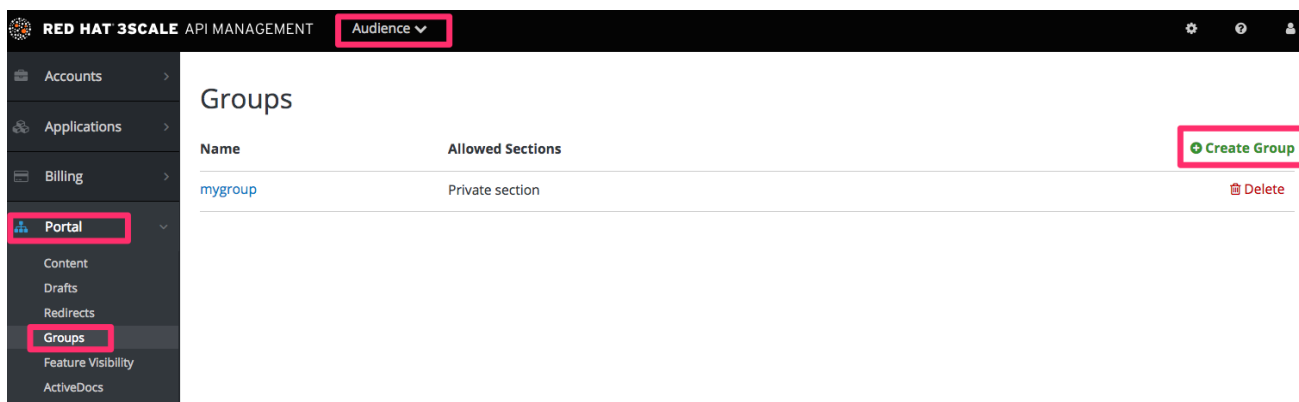 RED HAT 3SCALE API MANAGEMENT Audience
Accounts
Applications
Billing
Portal
Content
Drafts
Redirects
Groups
Feature Visibility
ActiveDocs
Groups
Name Allowed Sections Create Group
mygroup Private section Delete